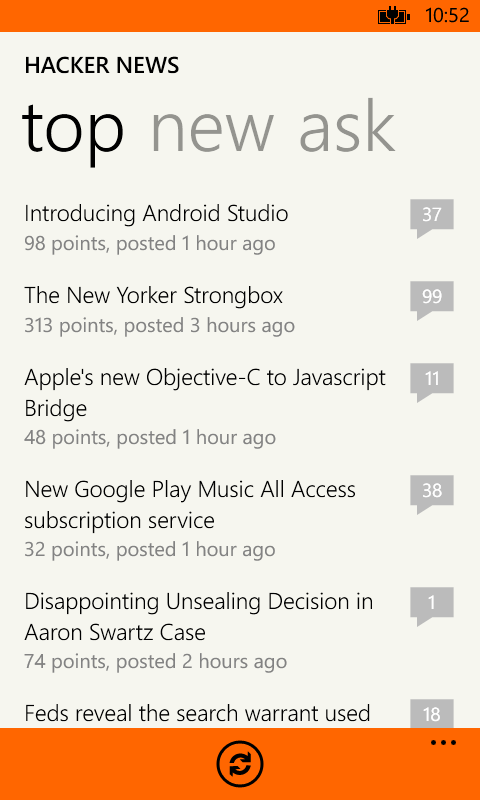 10:52
HACKER NEWS
top new ask
Introducing Android Studio
37
98 points, posted 1 hour ago
The New Yorker Strongbox
99
313 points, posted 3 hours ago
Apple's new Objective-C to Javascript
11
Bridge
48 points, posted 1 hour ago
New Google Play Music All Access
38
subscription service
32 points, posted 1 hour ago
Disappointing Unsealing Decision in
1
Aaron Swartz Case
74 points, posted 2 hours ago
Feds reveal the search warrant used
18